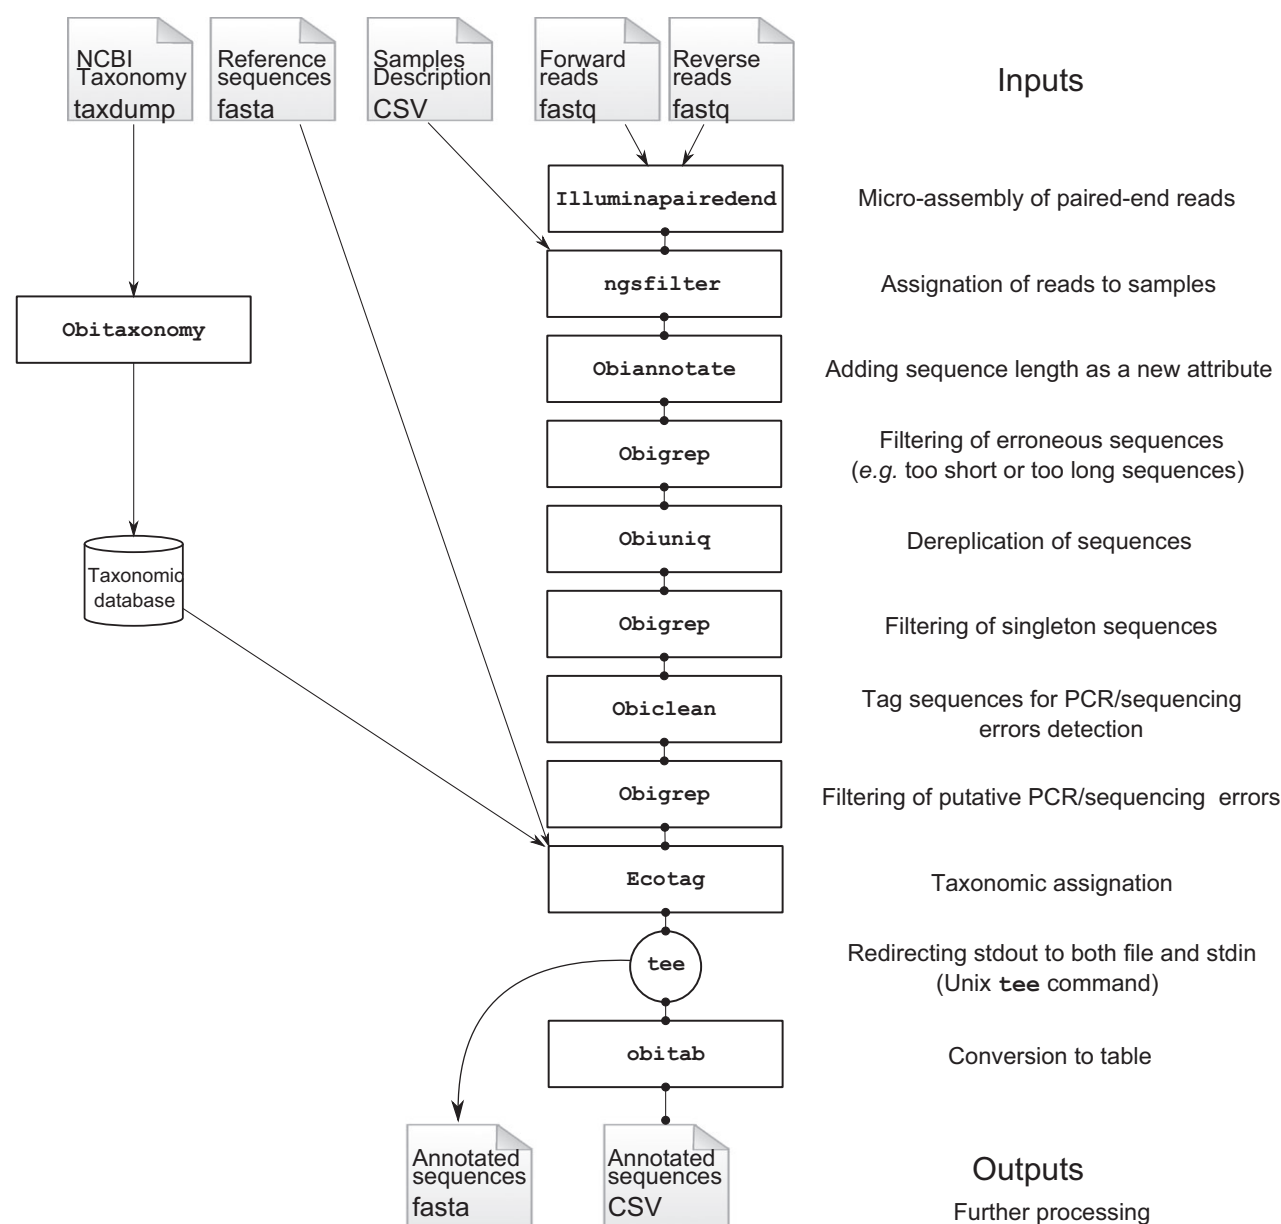 NCBI
Taxonomy
taxdump
Reference
sequences
fasta
Samples
Description
CSV
Forward
reads
fastq
Reverse
reads
fastq
Inputs
Illuminapairedend
Micro-assembly of paired-end reads
ngsfilter
Assignation of reads to samples
Obitaxonomy
Obiannotate
Adding sequence length as a new attribute
Obigrep
Filtering of erroneous sequences
(e.g. too short or too long sequences)
Obiuniq
Dereplication of sequences
Taxonomic
database
Obigrep
Filtering of singleton sequences
Obiclean
Tag sequences for PCR/sequencing
errors detection
Obigrep
Filtering of putative PCR/sequencing errors
Ecotag
Taxonomic assignation
tee
Redirecting stdout to both file and stdin
(Unix tee command)
obitab
Conversion to table
Annotated
sequences
fasta
Annotated
sequences
CSV
Outputs
Further processing